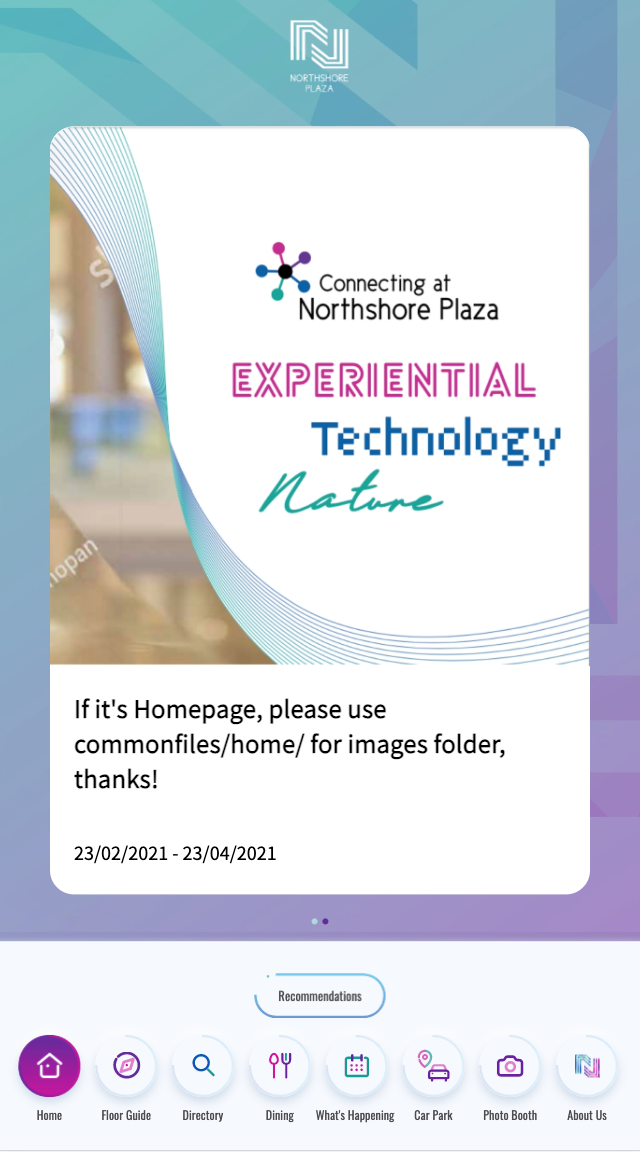 NORTHSHORE
PLAZA
Connecting at
Northshore Plaza
EXPERIENTIAL
Technology
Nature
If it's Homepage, please use
commonfiles/home/ for images folder,
thanks!
23/02/2021 - 23/04/2021
Recommendations
Home
Floor Guide
Directory
Dining
What's Happening
Car Park
Photo Booth
About Us